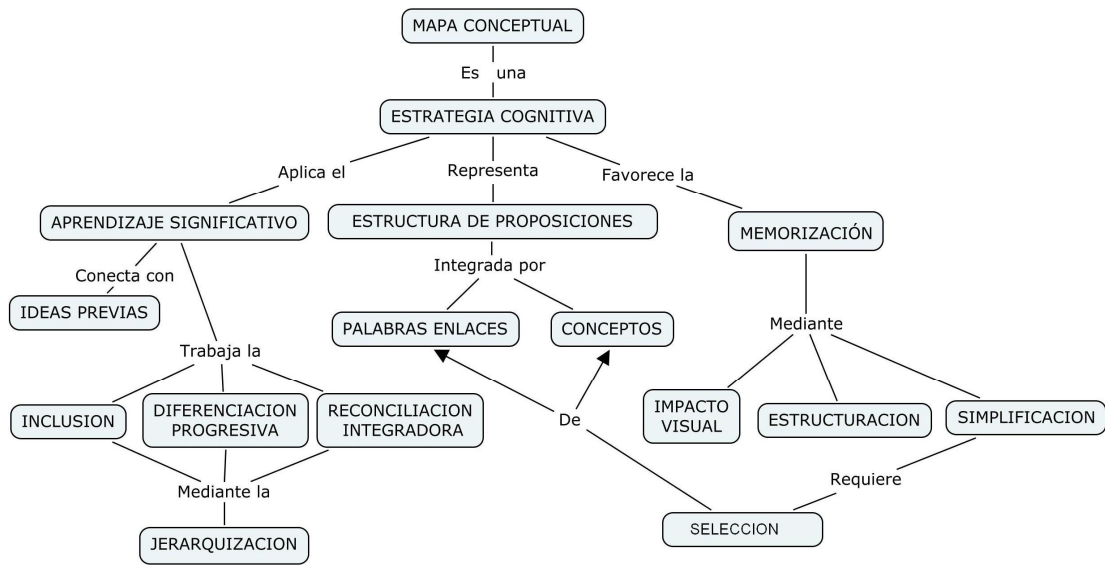 MAPA CONCEPTUAL
Es una
ESTRATEGIA COGNITIVA
Aplica el
Representa
Favorece la
APRENDIZAJE SIGNIFICATIVO
ESTRUCTURA DE PROPOSICIONES
MEMORIZACIÓN
Conecta con
Integrada por
IDEAS PREVIAS
PALABRAS ENLACES
CONCEPTOS
Mediante
Trabaja la
INCLUSION
DIFERENCIACION
PROGRESIVA
RECONCILIACION
INTEGRADORA
De
IMPACTO
VISUAL
ESTRUCTURACION
SIMPLIFICACION
Mediante la
Requiere
JERARQUIZACION
SELECCION